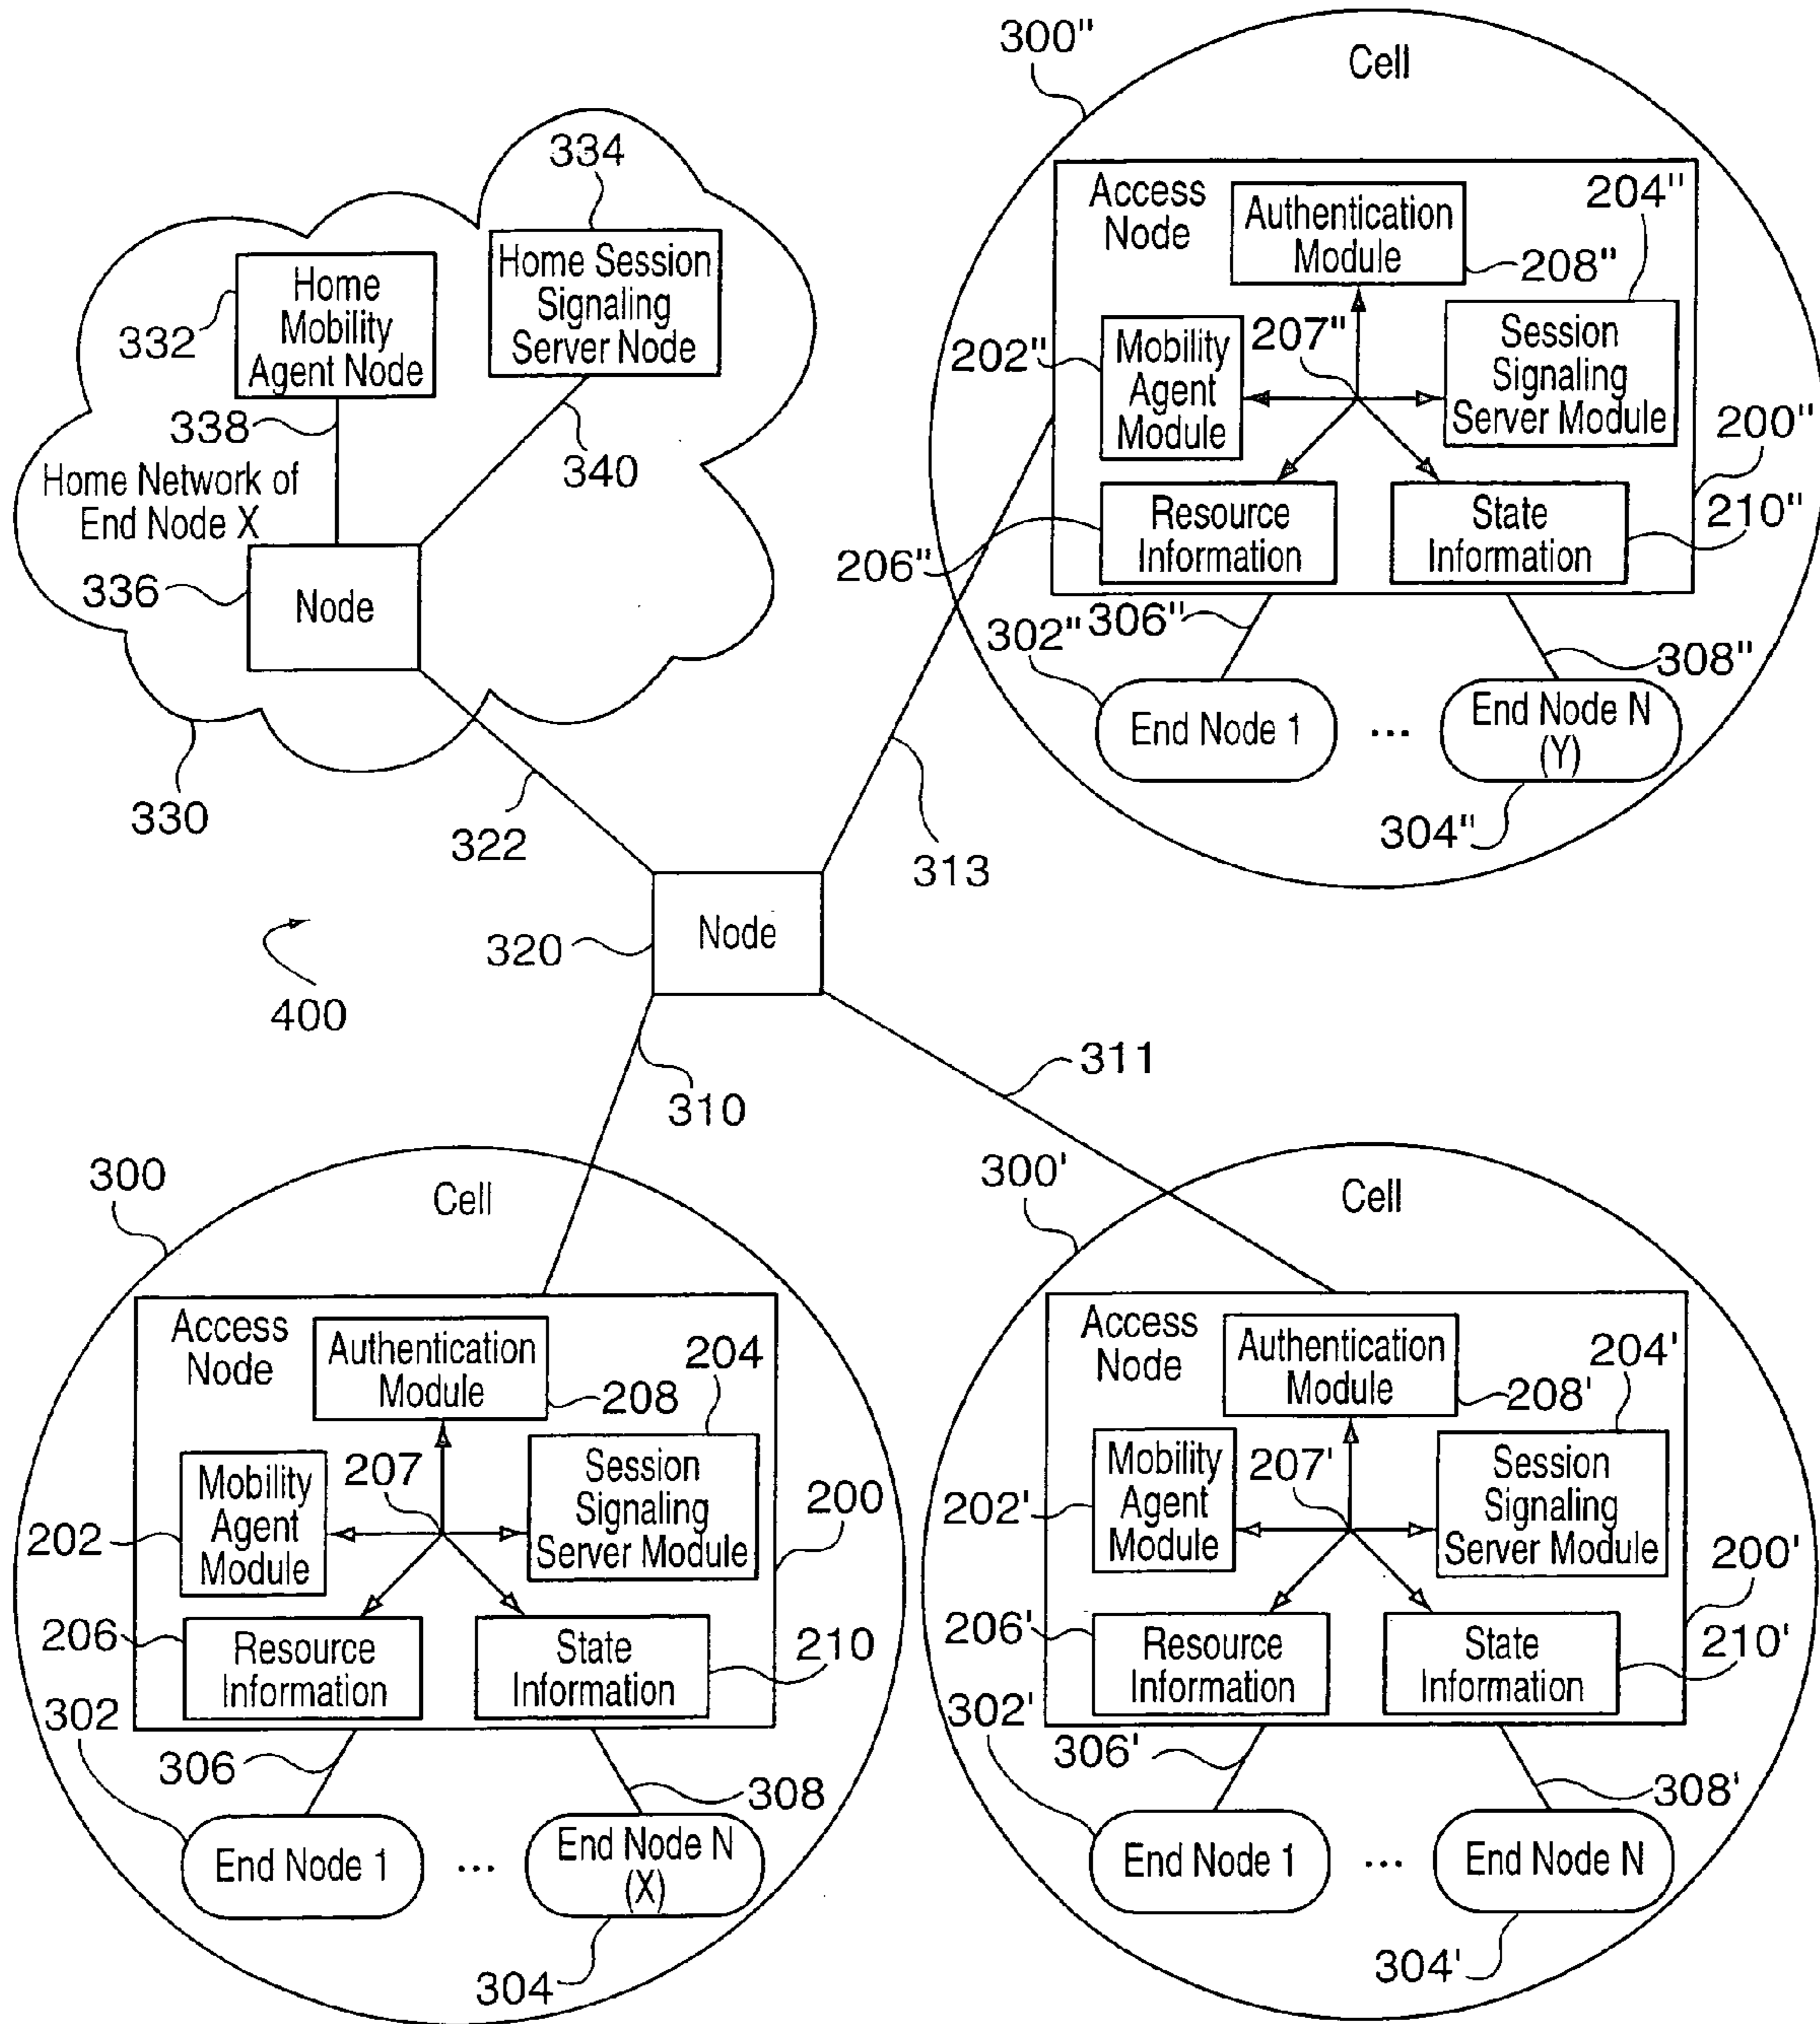 300"
Cell
334
Home Session
Signaling
Server Node
Home
Mobility
Agent Node
332
338
340
Home Network of
End Node X
336
Node
330
322
Access
Node
Authentication
Module
204"
208"
207"
202"
Mobility
Agent
Module
Session
Signaling
Server Module
200"
Resource
Information
State
Information
206"
210"
306"
302"
308"
End Node 1
...
End Node N
(Y)
304"
313
320
Node
400
310
311
300
Cell
Access
Node
Authentication
Module
204
208
207
202
Mobility
Agent
Module
Session
Signaling
Server Module
200
206
Resource
Information
State
Information
210
302
306
308
End Node 1
...
End Node N
(X)
304
300'
Cell
Access
Node
Authentication
Module
204'
208'
207'
202'
Mobility
Agent
Module
Session
Signaling
Server Module
200'
206'
Resource
Information
State
Information
210'
302'
306'
308'
End Node 1
...
End Node N
304'